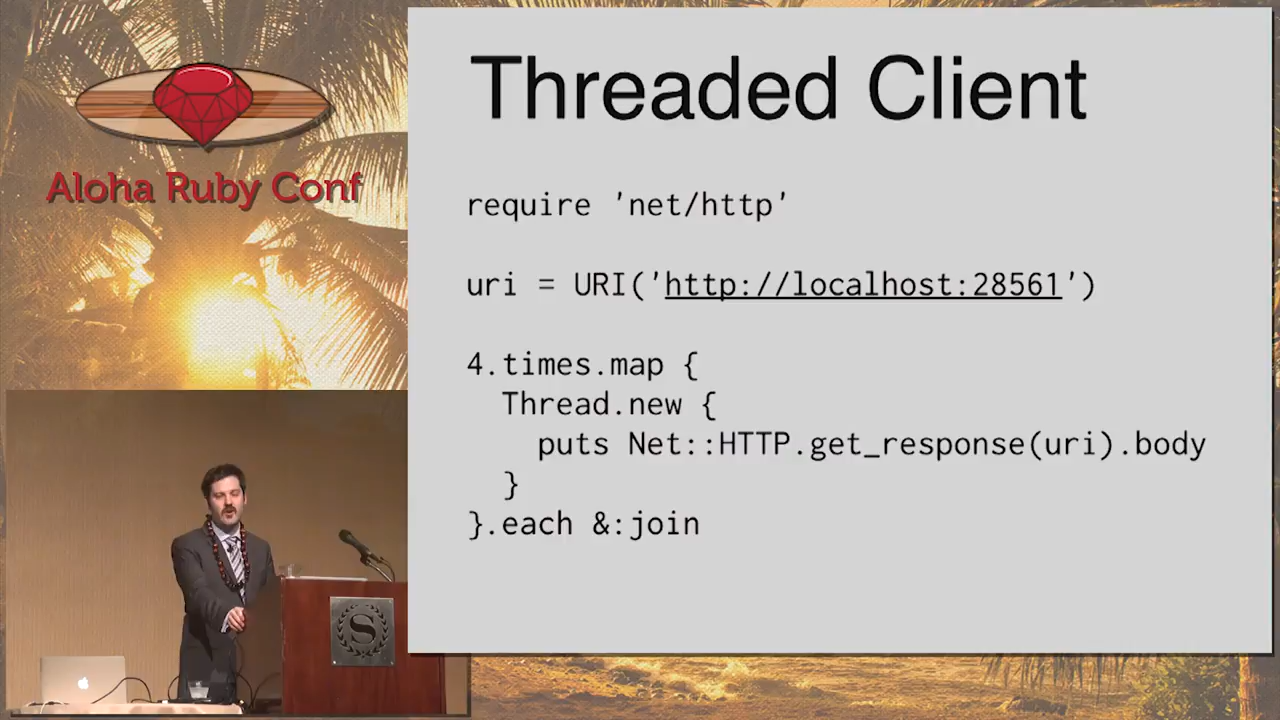 Aloha Ruby Conf
Threaded Client
require 'net/http'
uri = URI('http://localhost:28561')
4.times.map {
  Thread.new {
    puts Net::HTTP.get_response(uri).body
  }
}.each &:join
S